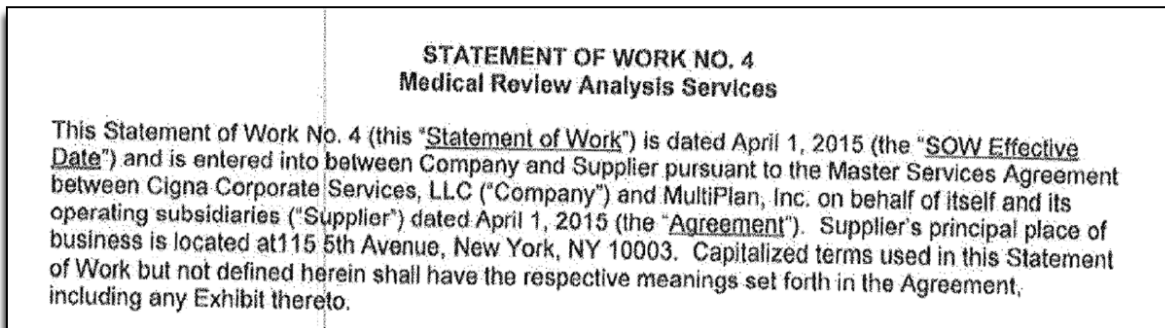 STATEMENT OF WORK NO. 4
Medical Review Analysis Services
This Statement of Work No. 4 (this "Statement of Work") is dated April 1, 2015 (the "SOW Effective
Date") and is entered into between Company and Supplier pursuant to the Master Services Agreement
between Cigna Corporate Services, LLC ("Company") and MultiPlan, Inc. on behalf of itself and its
operating subsidiaries ("Supplier") dated April 1, 2015 (the "Agreement"). Supplier's principal place of
business is located at115 5th Avenue, New York, NY 10003. Capitalized terms used in this Statement
of Work but not defined herein shall have the respective meanings set forth in the Agreement,
including any Exhibit thereto.